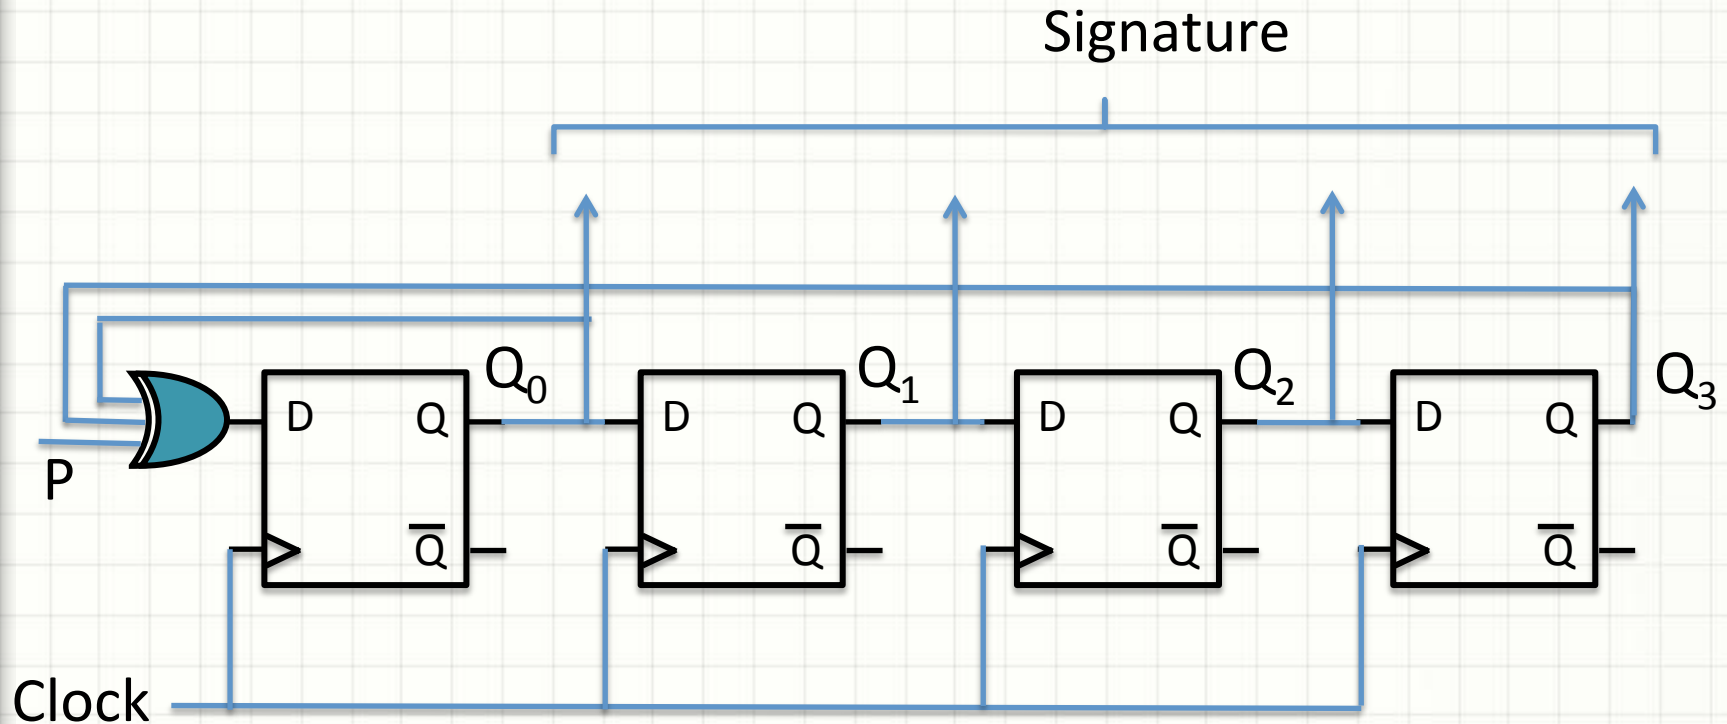 Signature
Q0
Q1
Q2
Q3
D Q
D Q
D Q
D Q
P
Q̅
Q̅
Q̅
Q̅
Clock